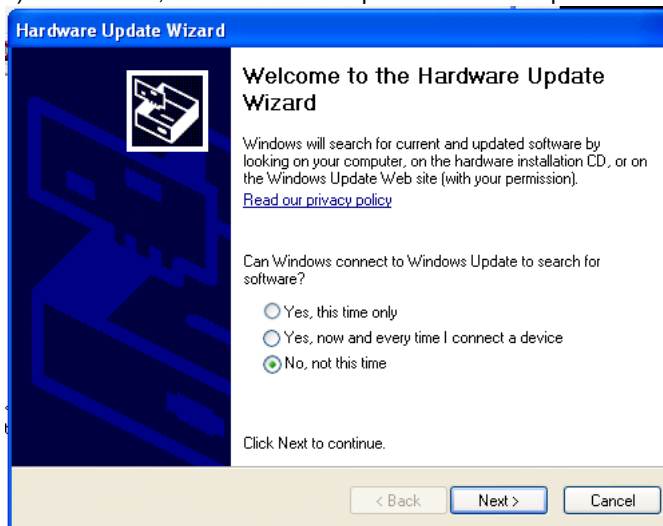 Hardware Update Wizard
Welcome to the Hardware Update
Wizard
Windows will search for current and updated software by
looking on your computer, on the hardware installation CD, or on
the Windows Update Web site (with your permission).
Read our privacy policy
Can Windows connect to Windows Update to search for
software?
Yes, this time only
Yes, now and every time I connect a device
No, not this time
Click Next to continue.
< Back Next > Cancel